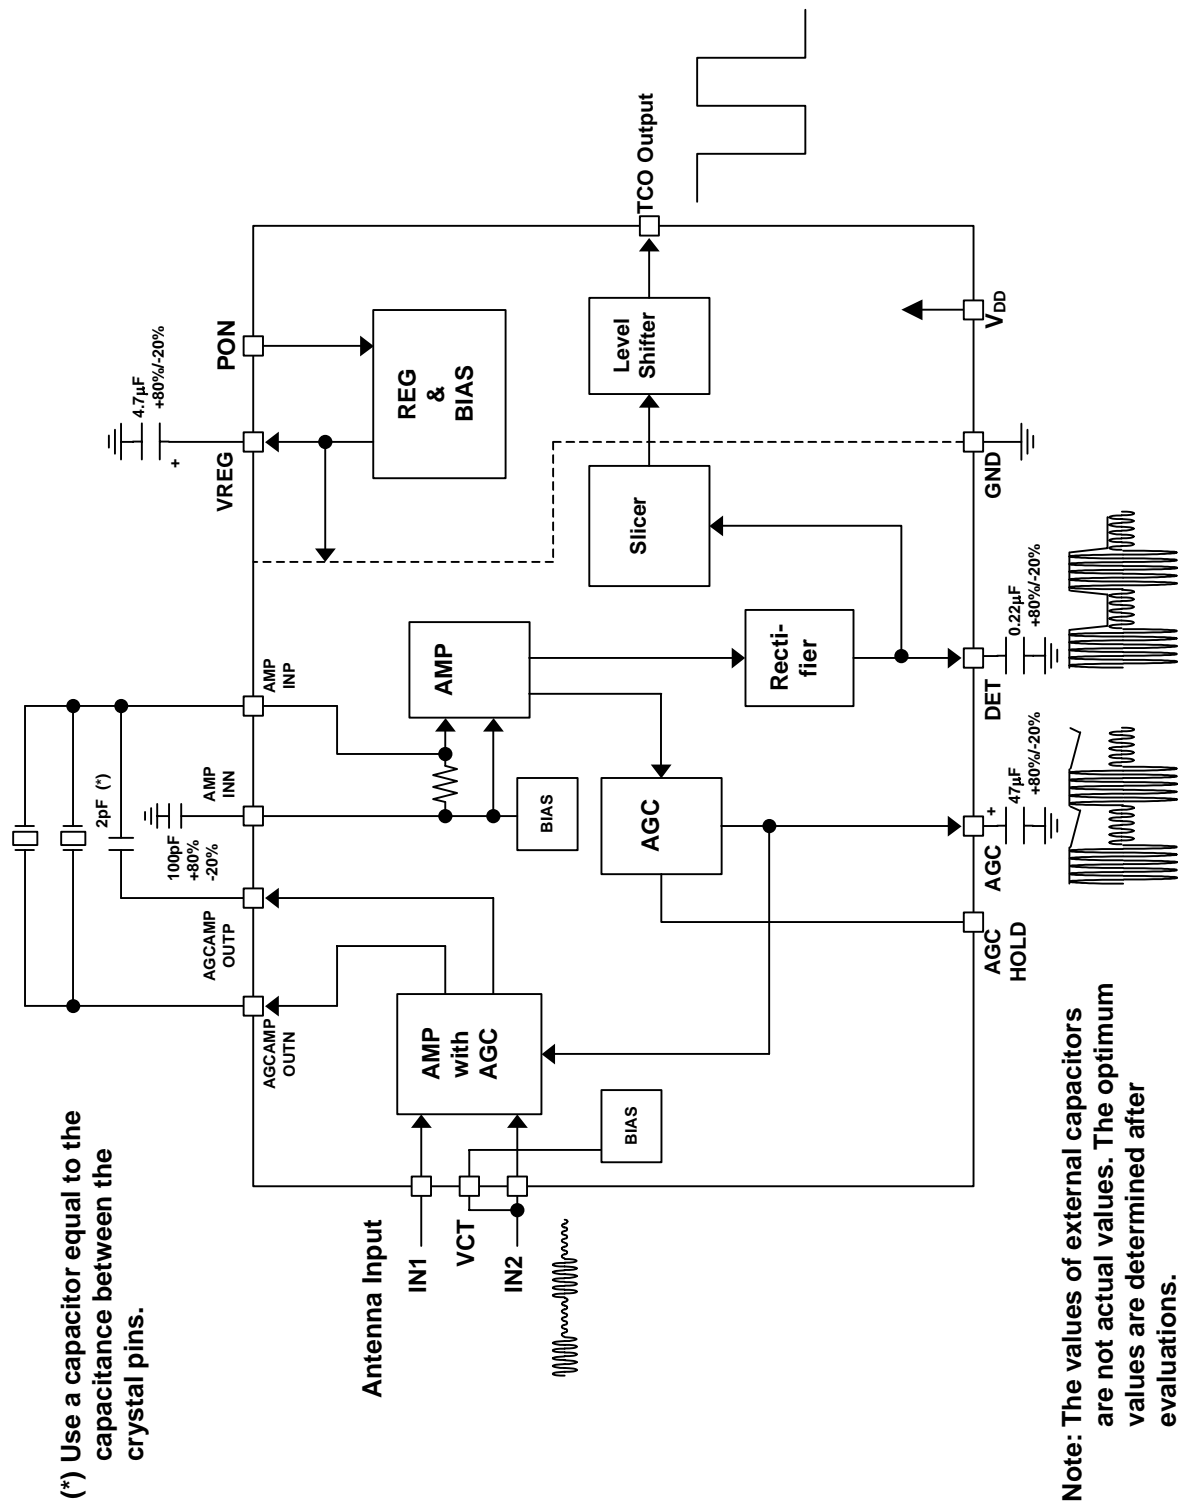 (*) Use a capacitor equal to the
capacitance between the
crystal pins.
AGCAMP
OUTN
AGCAMP
OUTP
100pF
+80%
-20%
2pF (*)
AMP
INN
AMP
INP
VREG
+
4.7µF
+80%/-20%
PON
Antenna Input
IN1
VCT
IN2
AMP
with
AGC
BIAS
BIAS
AMP
AGC
Recti-
fier
Slicer
REG
&
BIAS
Level
Shifter
TCO Output
AGC
HOLD
AGC
+
47µF
+80%/-20%
DET
0.22µF
+80%/-20%
GND
VDD
Note: The values of external capacitors
are not actual values. The optimum
values are determined after
evaluations.